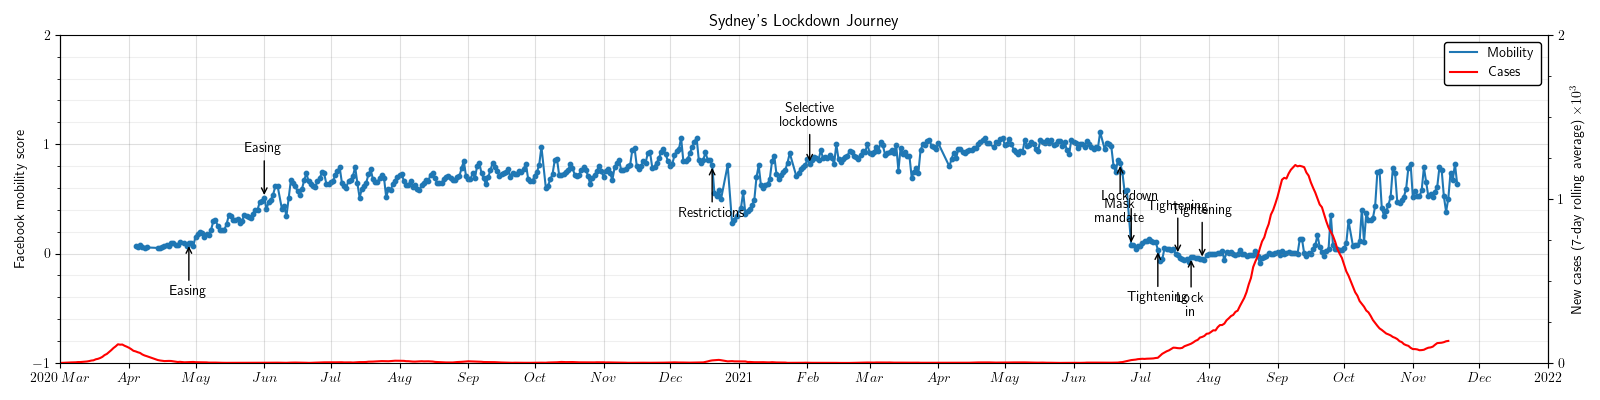 Sydney's Lockdown Journey
2
1
0
−1
Facebook mobility score
2
1
0
New cases (7-day rolling average) ×10³
Mobility
Cases
Selective
lockdowns
Easing
Easing
Restrictions
Lockdown
Mask
mandate
Tightening
Tightening
Tightening
Lock
in
2020 Mar Apr May Jun Jul Aug Sep Oct Nov Dec 2021 Feb Mar Apr May Jun Jul Aug Sep Oct Nov Dec 2022